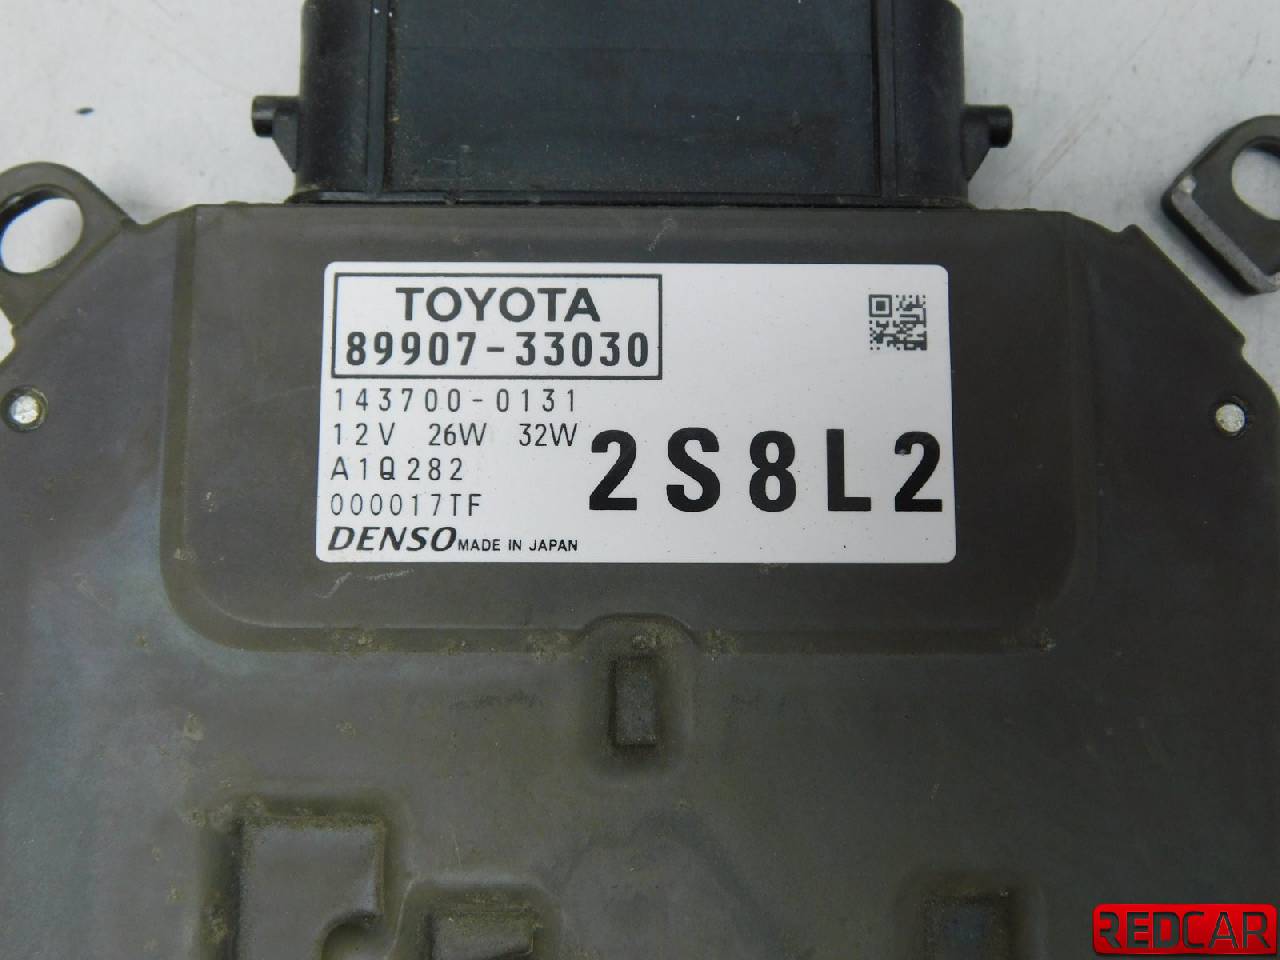 TOYOTA
89907-33030
143700-0131
12V 26W 32W
A1Q282
000017TF
2S8L2
DENSO MADE IN JAPAN
REDCAR